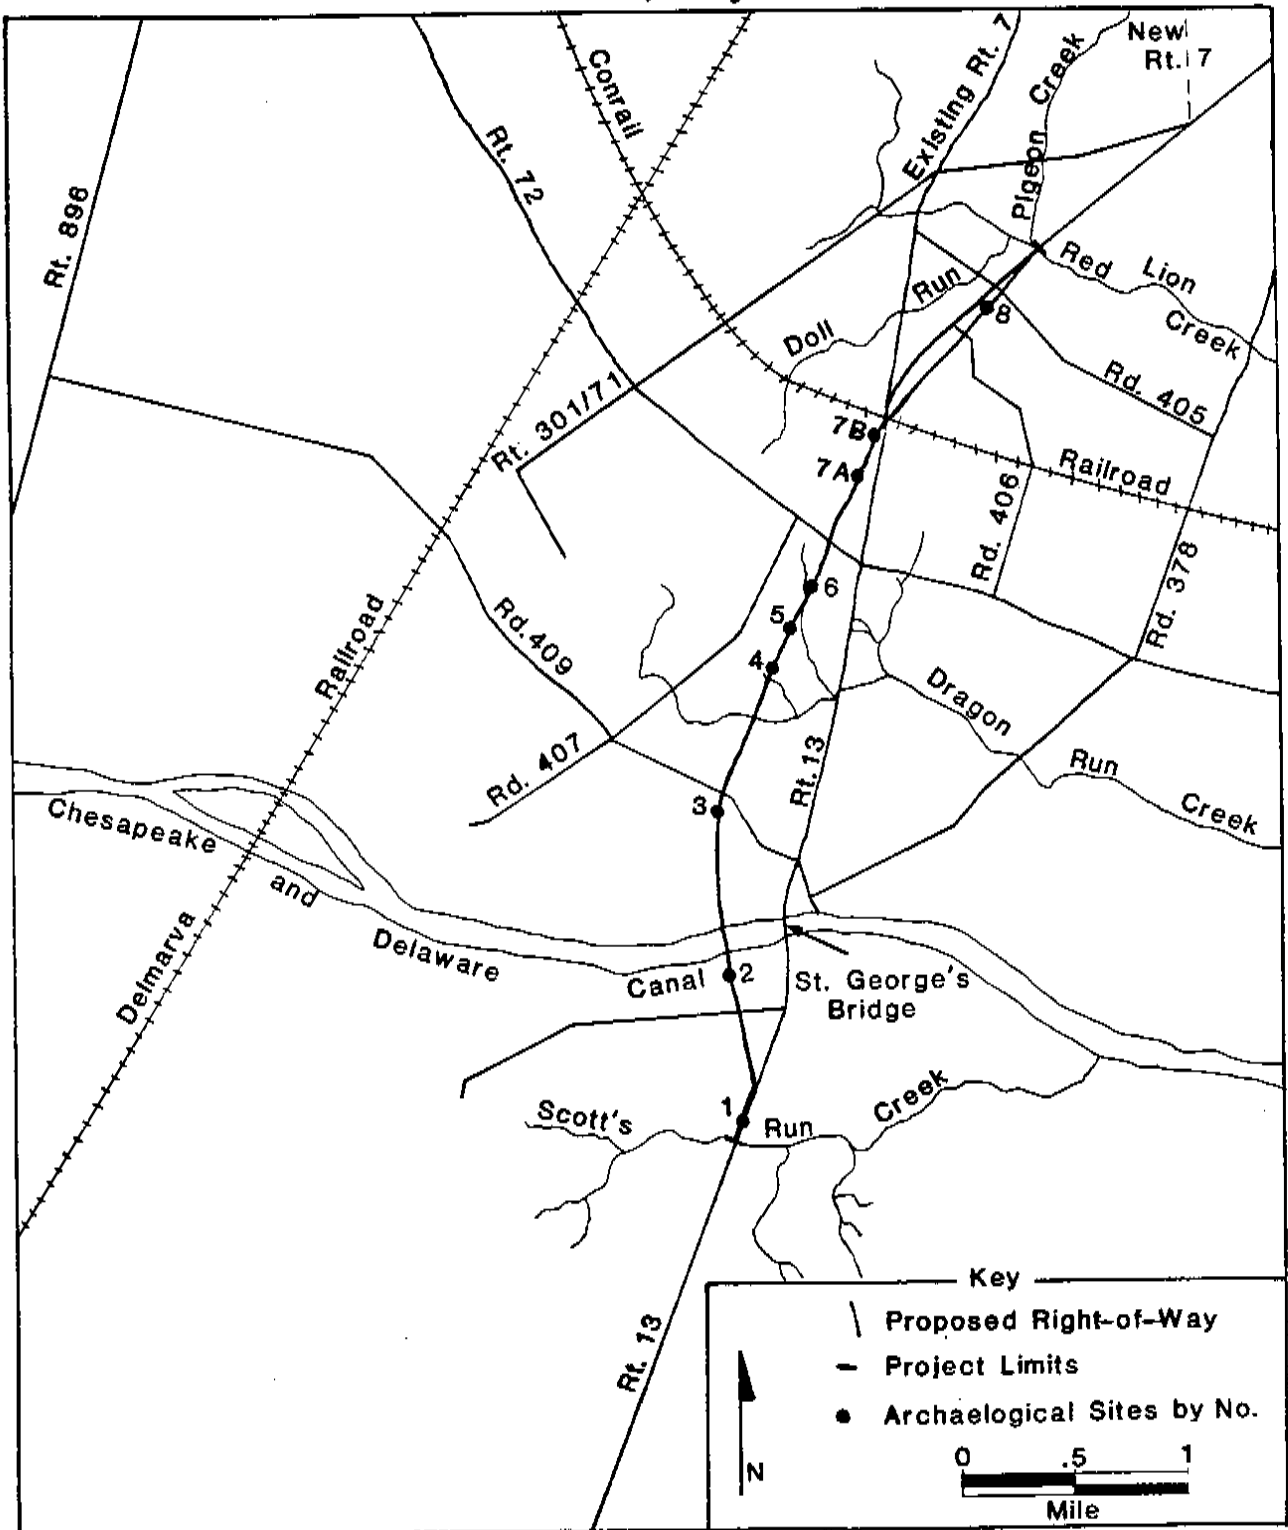 New
Rt. 7
Existing Rt. 7
Pigeon Creek
Conrail
Rt. 72
Rt. 896
Red Lion
Creek
Doll Run
8
Rd. 405
Rt. 301/71
7B
7A
Railroad
Rd. 406
Rd. 378
6
5
4
Rd. 409
Railroad
Dragon
Run
Creek
Rt. 13
Rd. 407
3
Chesapeake
and
Delaware
Canal
2
St. George's
Bridge
Delmarva
1
Scott's
Run
Creek
Rt. 13
Key
Proposed Right-of-Way
Project Limits
Archaelogical Sites by No.
N
0 .5 1
Mile